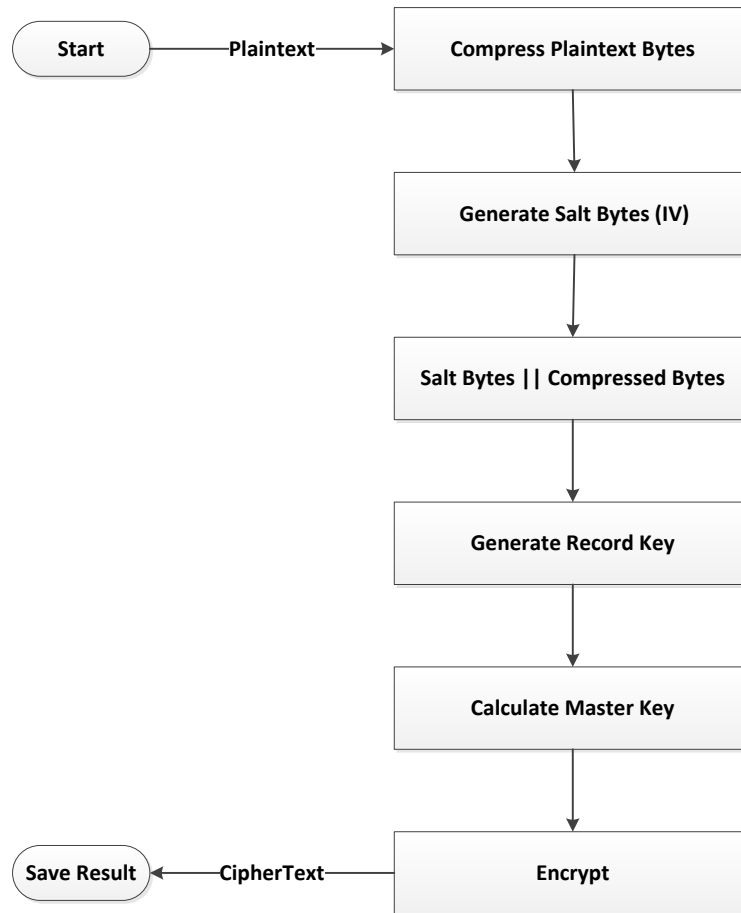 Start
Plaintext
Compress Plaintext Bytes
Generate Salt Bytes (IV)
Salt Bytes || Compressed Bytes
Generate Record Key
Calculate Master Key
Encrypt
CipherText
Save Result